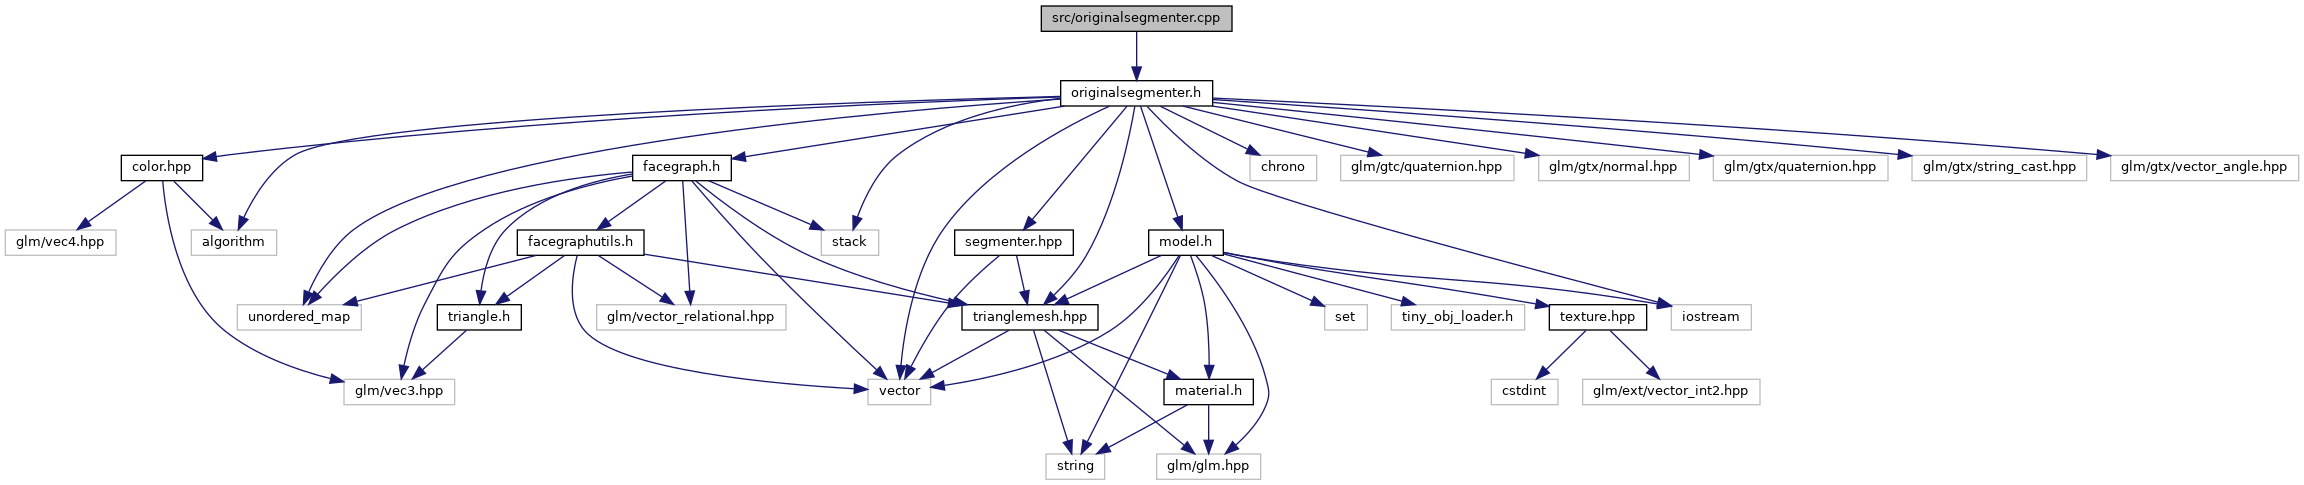 src/originalsegmenter.cpp
originalsegmenter.h
color.hpp
facegraph.h
chrono
glm/gtc/quaternion.hpp
glm/gtx/normal.hpp
glm/gtx/quaternion.hpp
glm/gtx/string_cast.hpp
glm/gtx/vector_angle.hpp
glm/vec4.hpp
algorithm
facegraphutils.h
stack
segmenter.hpp
model.h
unordered_map
triangle.h
glm/vector_relational.hpp
trianglemesh.hpp
set
tiny_obj_loader.h
texture.hpp
iostream
glm/vec3.hpp
vector
material.h
cstdint
glm/ext/vector_int2.hpp
string
glm/glm.hpp